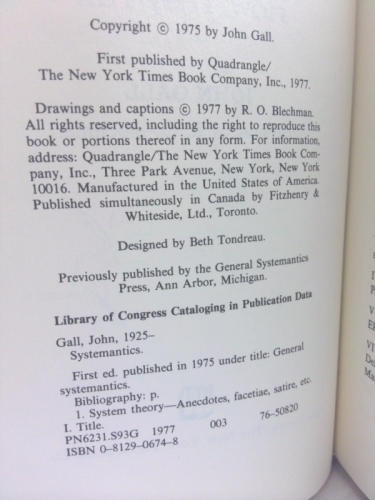 Copyright © 1975 by John Gall.
First published by Quadrangle/
The New York Times Book Company, Inc., 1977.
Drawings and captions © 1977 by R. O. Blechman.
All rights reserved, including the right to reproduce this
book or portions thereof in any form. For information,
address: Quadrangle/The New York Times Book Com-
pany, Inc., Three Park Avenue, New York, New York
10016. Manufactured in the United States of America.
Published simultaneously in Canada by Fitzhenry &
Whiteside, Ltd., Toronto.
Designed by Beth Tondreau.
Previously published by the General Systemantics
Press, Ann Arbor, Michigan.
Library of Congress Cataloging in Publication Data
Gall, John, 1925–
Systemantics.
First ed. published in 1975 under title: General
systemantics.
Bibliography: p.
1. System theory—Anecdotes, facetiae, satire, etc.
I. Title.
PN6231.S93G 1977 003 76-50820
ISBN 0-8129-0674-8